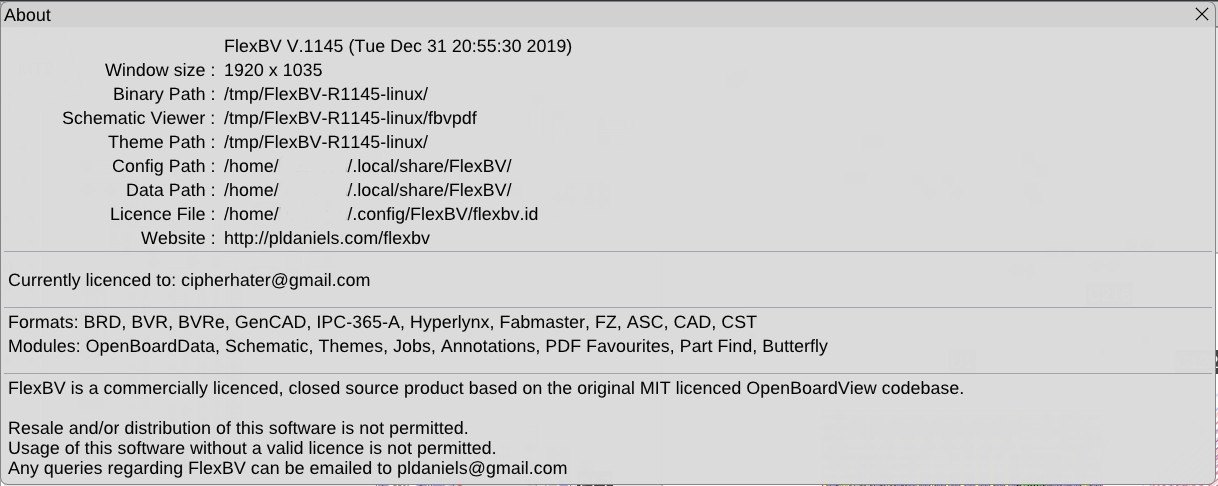 About
FlexBV V.1145 (Tue Dec 31 20:55:30 2019)
Window size : 1920 x 1035
Binary Path : /tmp/FlexBV-R1145-linux/
Schematic Viewer : /tmp/FlexBV-R1145-linux/fbvpdf
Theme Path : /tmp/FlexBV-R1145-linux/
Config Path : /home/ /.local/share/FlexBV/
Data Path : /home/ /.local/share/FlexBV/
Licence File : /home/ /.config/FlexBV/flexbv.id
Website : http://pldaniels.com/flexbv
Currently licenced to: cipherhater@gmail.com
Formats: BRD, BVR, BVRe, GenCAD, IPC-365-A, Hyperlynx, Fabmaster, FZ, ASC, CAD, CST
Modules: OpenBoardData, Schematic, Themes, Jobs, Annotations, PDF Favourites, Part Find, Butterfly
FlexBV is a commercially licenced, closed source product based on the original MIT licenced OpenBoardView codebase.
Resale and/or distribution of this software is not permitted.
Usage of this software without a valid licence is not permitted.
Any queries regarding FlexBV can be emailed to pldaniels@gmail.com